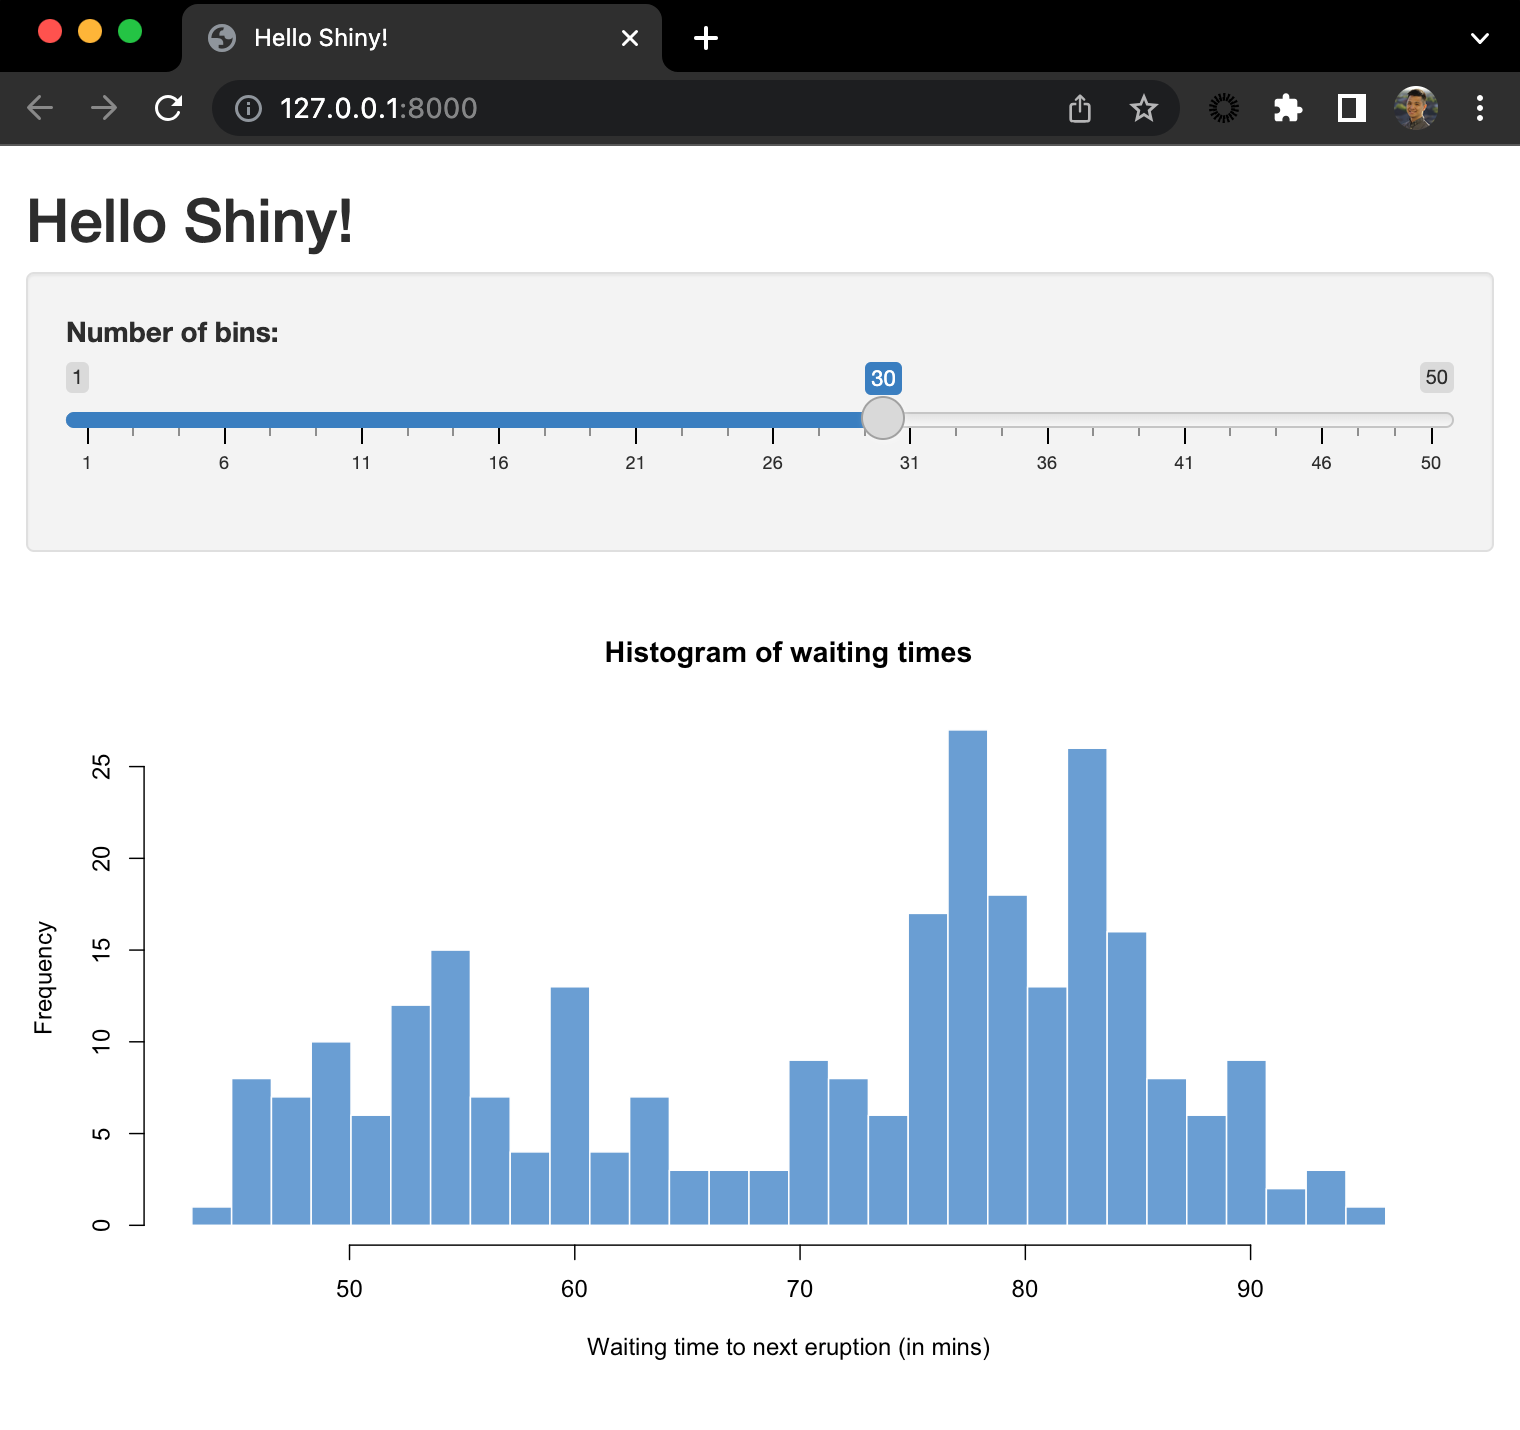 Hello Shiny!
127.0.0.1:8000
Hello Shiny!
Number of bins:
1 30 50
1 6 11 16 21 26 31 36 41 46 50
Histogram of waiting times
25
20
15
10
5
0
Frequency
50 60 70 80 90
Waiting time to next eruption (in mins)